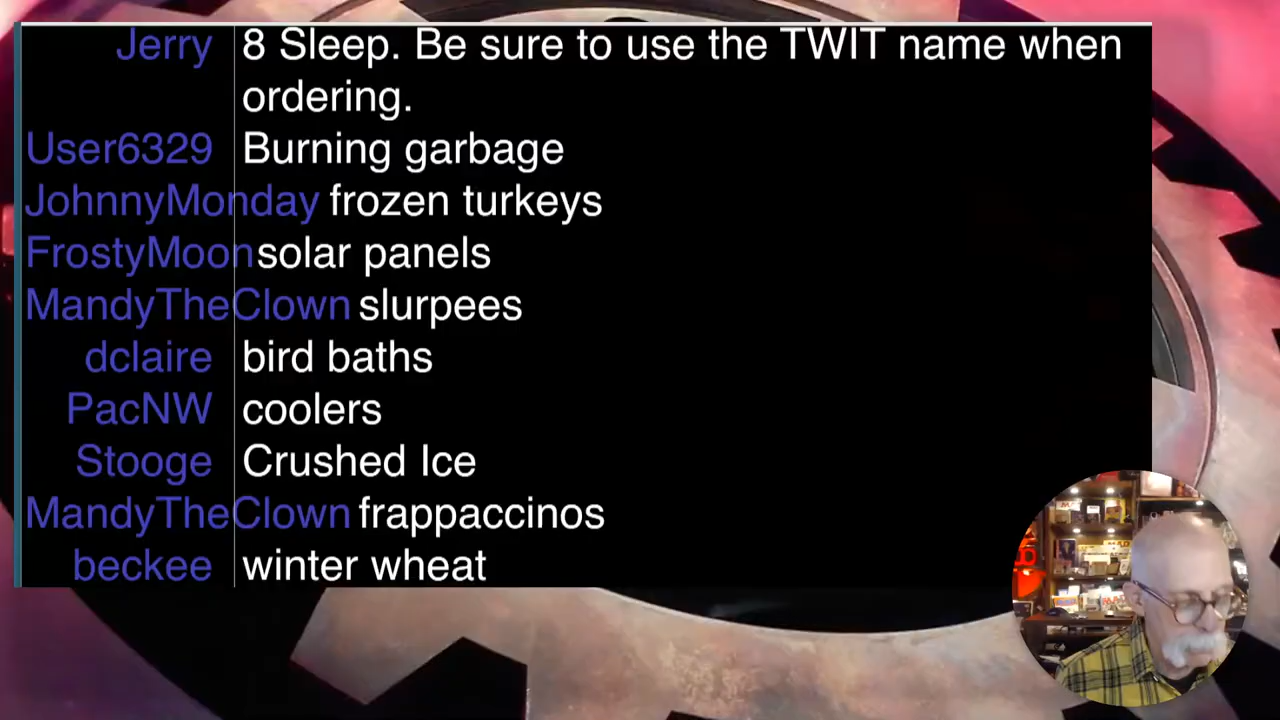 Jerry 8 Sleep. Be sure to use the TWIT name when
ordering.
User6329 Burning garbage
JohnnyMonday frozen turkeys
FrostyMoon solar panels
MandyTheClown slurpees
dclaire bird baths
PacNW coolers
Stooge Crushed Ice
MandyTheClown frappaccinos
beckee winter wheat